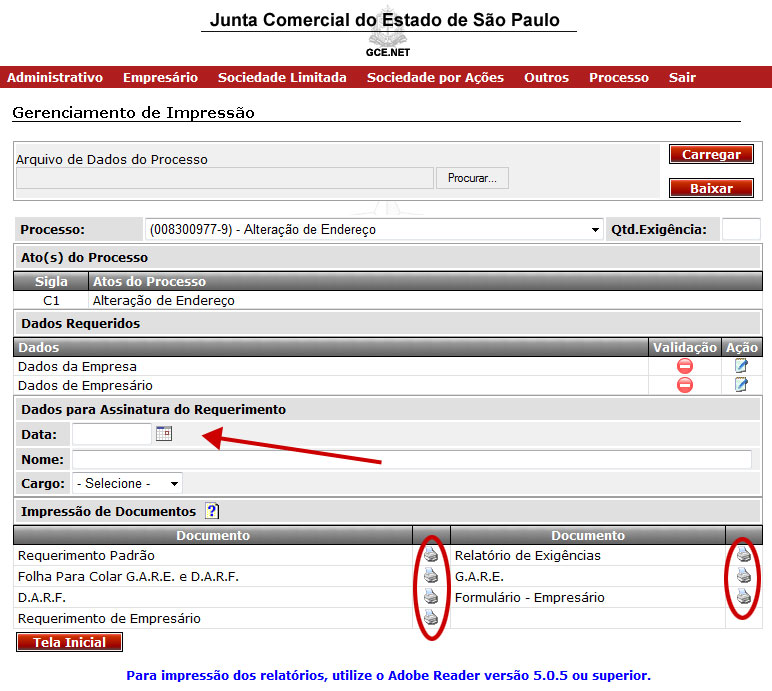 Junta Comercial do Estado de São Paulo
GCE.NET
Administrativo Empresário Sociedade Limitada Sociedade por Ações Outros Processo Sair
Gerenciamento de Impressão
Arquivo de Dados do Processo
Carregar
Procurar...
Baixar
Processo: (008300977-9) - Alteração de Endereço Qtd.Exigência:
Ato(s) do Processo
Sigla Atos do Processo
C1 Alteração de Endereço
Dados Requeridos
Dados Validação Ação
Dados da Empresa
Dados de Empresário
Dados para Assinatura do Requerimento
Data:
Nome:
Cargo: - Selecione -
Impressão de Documentos ?
Documento Documento
Requerimento Padrão Relatório de Exigências
Folha Para Colar G.A.R.E. e D.A.R.F. G.A.R.E.
D.A.R.F. Formulário - Empresário
Requerimento de Empresário
Tela Inicial
Para impressão dos relatórios, utilize o Adobe Reader versão 5.0.5 ou superior.